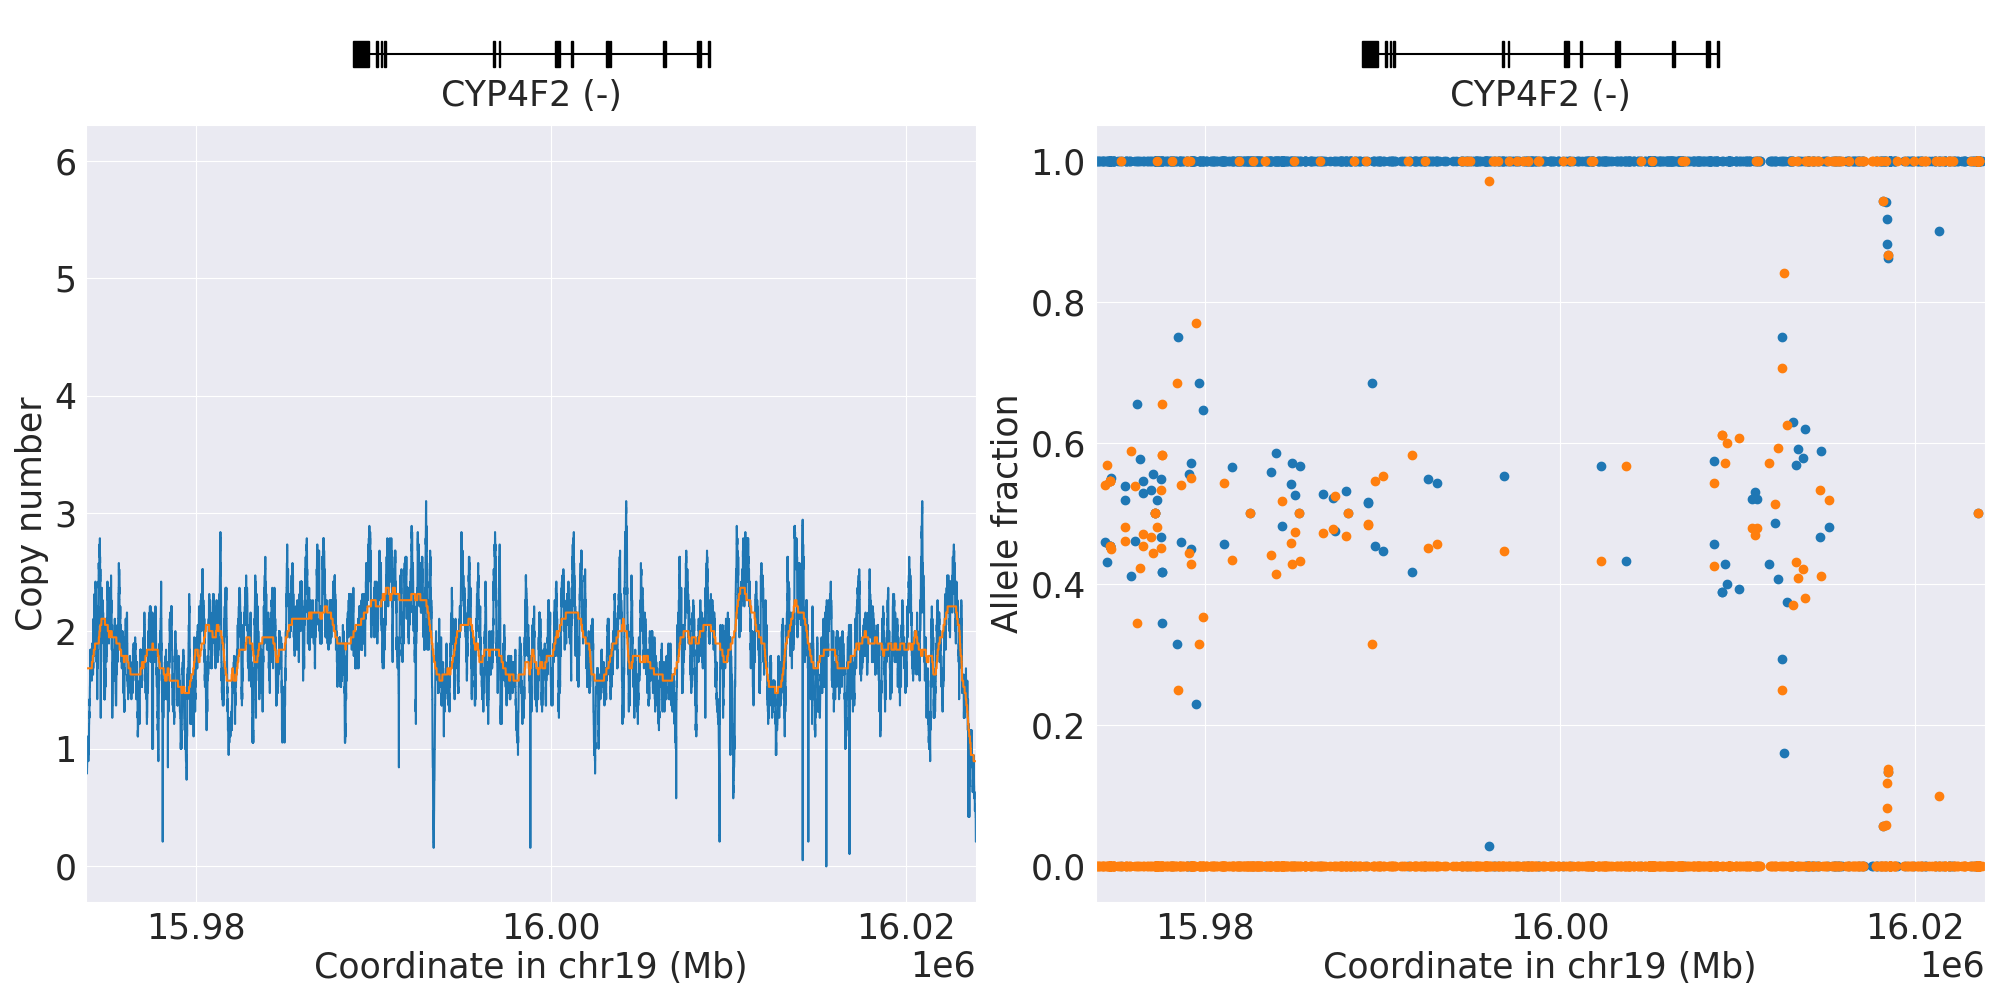 CYP4F2 (-)
6
5
4
3
2
1
0
Copy number
15.98
16.00
16.02
Coordinate in chr19 (Mb)
1e6
CYP4F2 (-)
1.0
0.8
0.6
0.4
0.2
0.0
Allele fraction
15.98
16.00
16.02
Coordinate in chr19 (Mb)
1e6